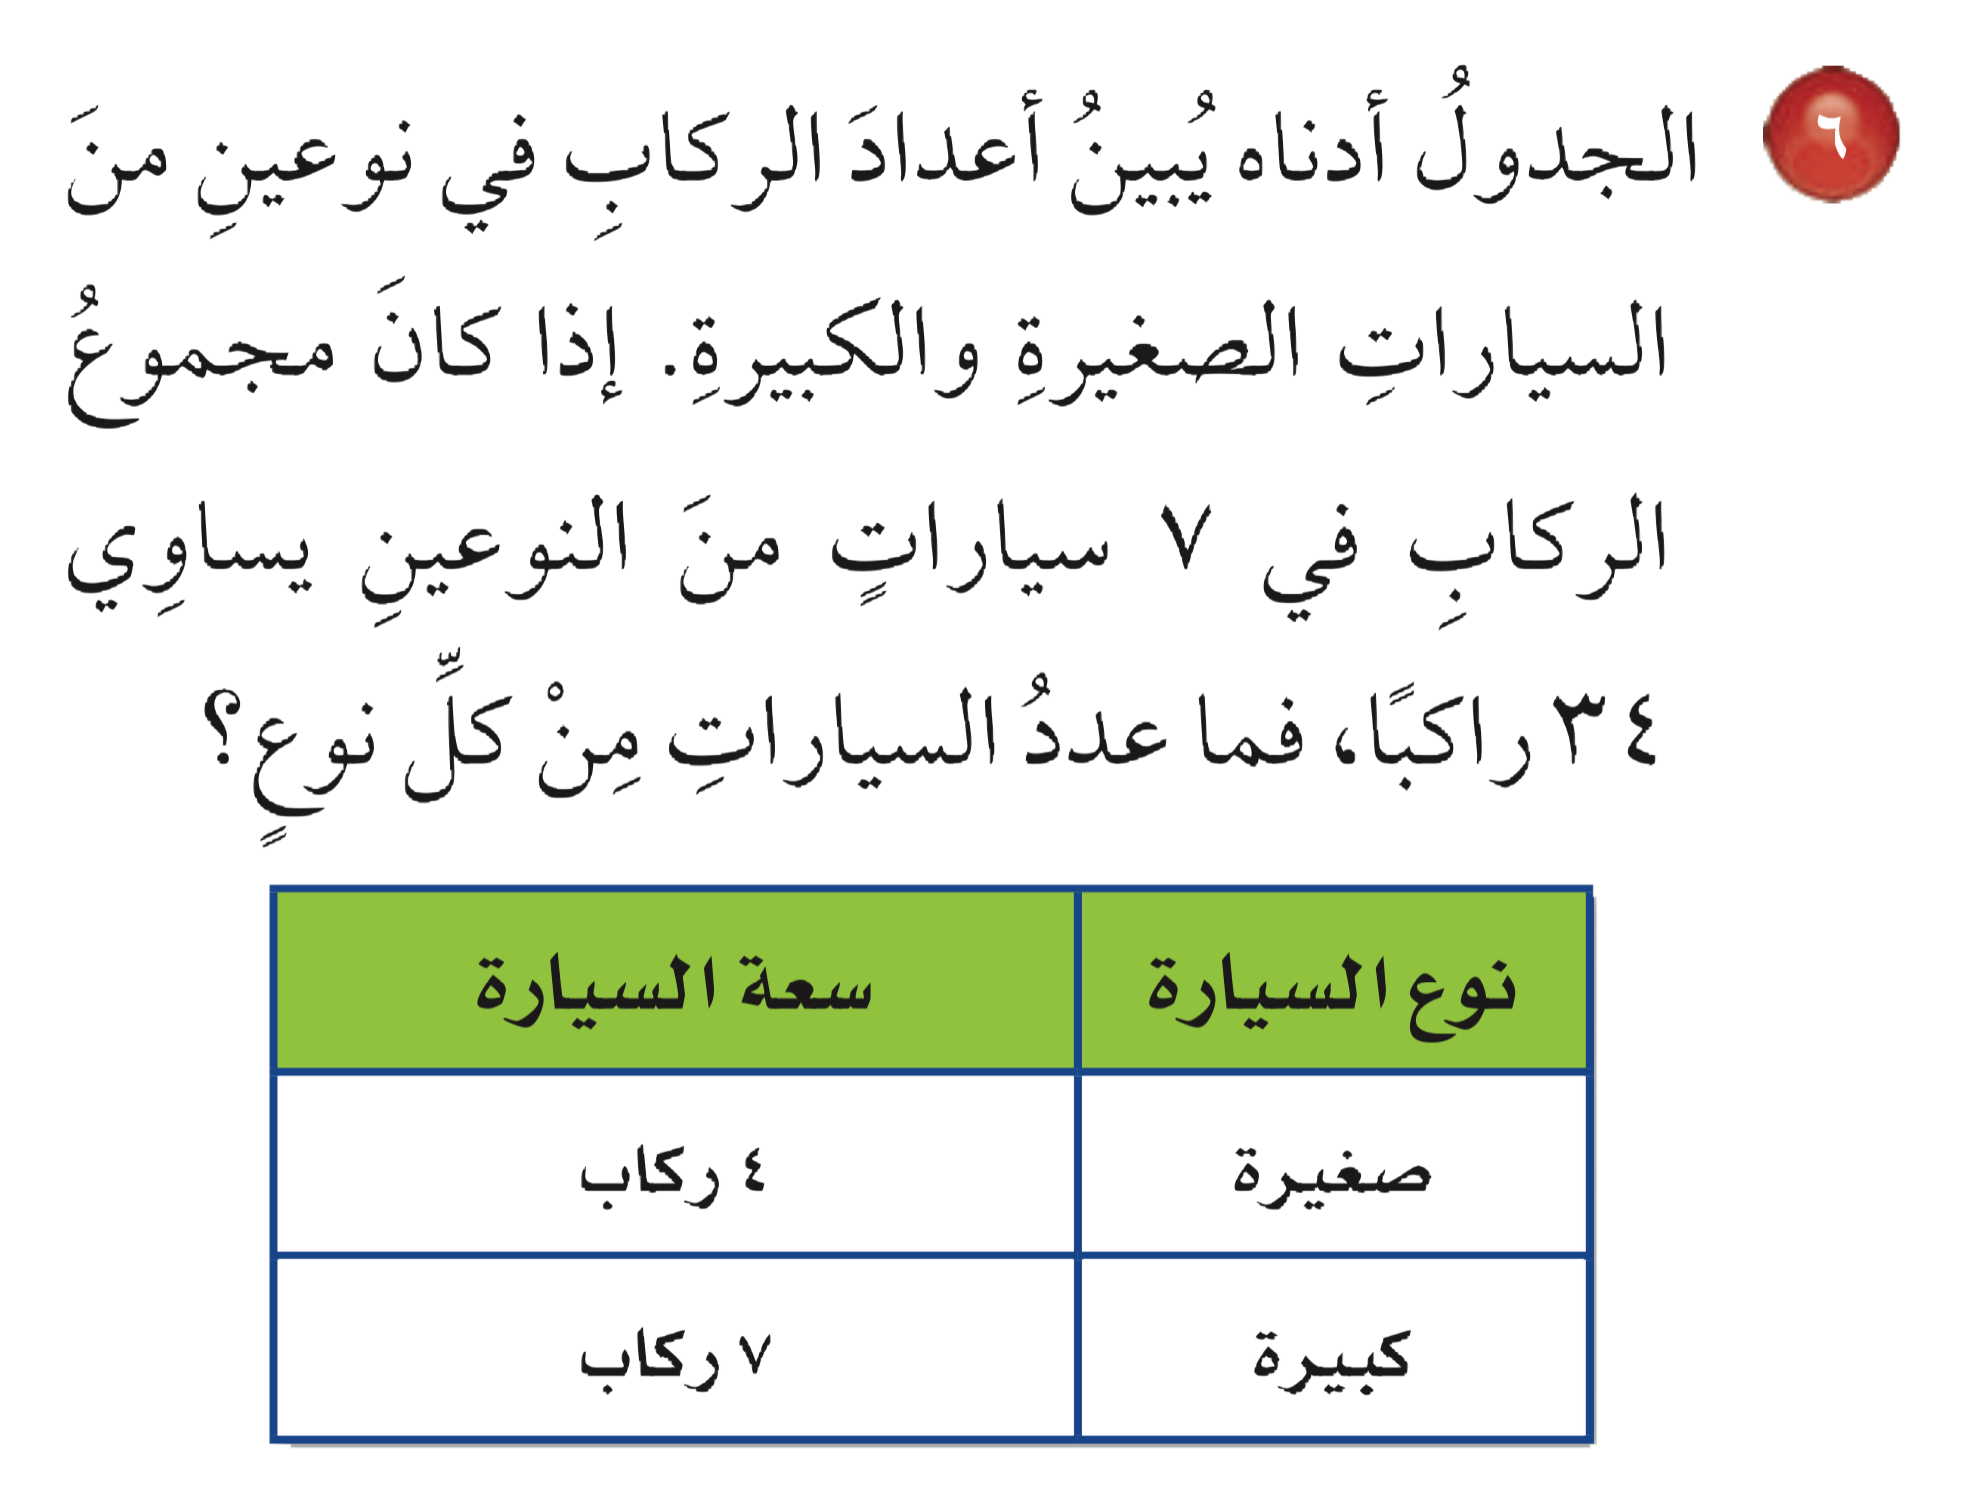 ٦ الجدولُ أدناه يُبينُ أعدادَ الركابِ في نوعينِ منَ
السياراتِ الصغيرةِ والكبيرةِ. إذا كانَ مجموعُ
الركابِ في ٧ سياراتٍ منَ النوعينِ يساوِي
٣٤ راكبًا، فما عددُ السياراتِ مِنْ كلِّ نوعٍ؟
نوع السيارة سعة السيارة
صغيرة ٤ ركاب
كبيرة ٧ ركاب